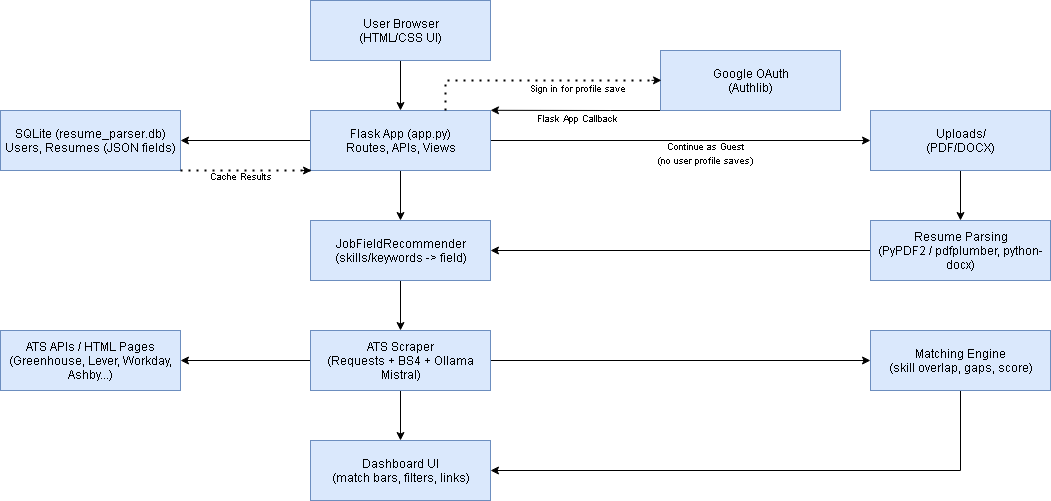 User Browser
(HTML/CSS UI)
Google OAuth
(Authlib)
Sign in for profile save
Flask App Callback
SQLite (resume_parser.db)
Users, Resumes (JSON fields)
Flask App (app.py)
Routes, APIs, Views
Continue as Guest
(no user profile saves)
Uploads/
(PDF/DOCX)
Cache Results
JobFieldRecommender
(skills/keywords -> field)
Resume Parsing
(PyPDF2 / pdfplumber, python-
docx)
ATS APIs / HTML Pages
(Greenhouse, Lever, Workday,
Ashby...)
ATS Scraper
(Requests + BS4 + Ollama
Mistral)
Matching Engine
(skill overlap, gaps, score)
Dashboard UI
(match bars, filters, links)